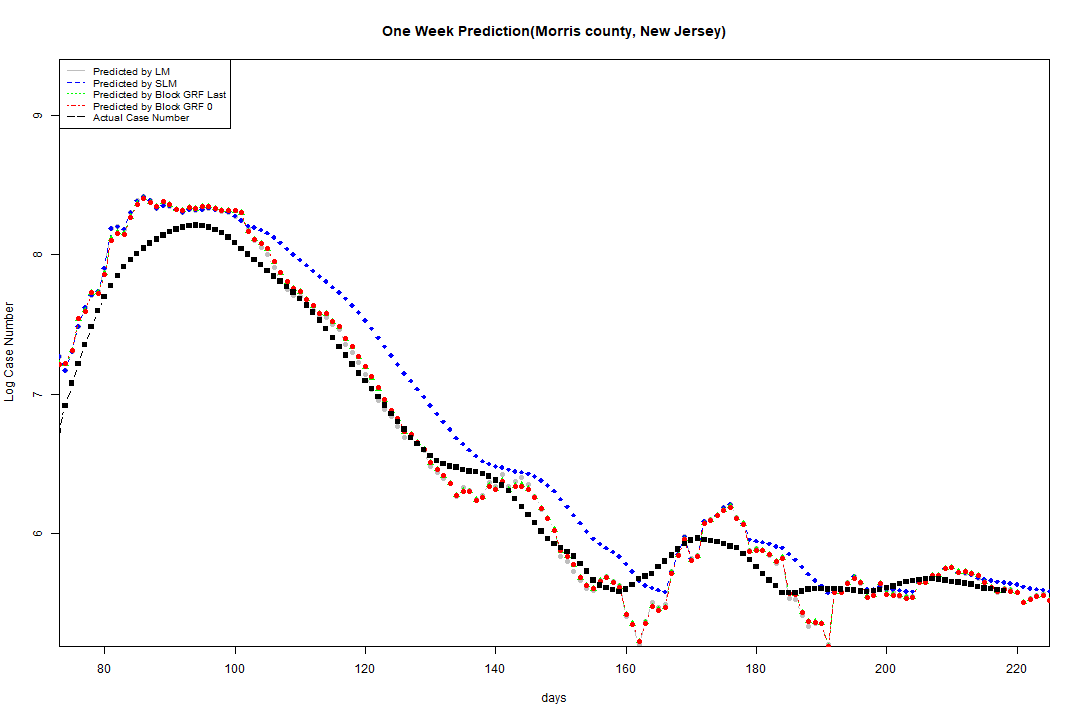 One Week Prediction(Morris county, New Jersey)
Predicted by LM
Predicted by SLM
Predicted by Block GRF Last
Predicted by Block GRF 0
Actual Case Number
9
8
7
6
Log Case Number
80 100 120 140 160 180 200 220
days